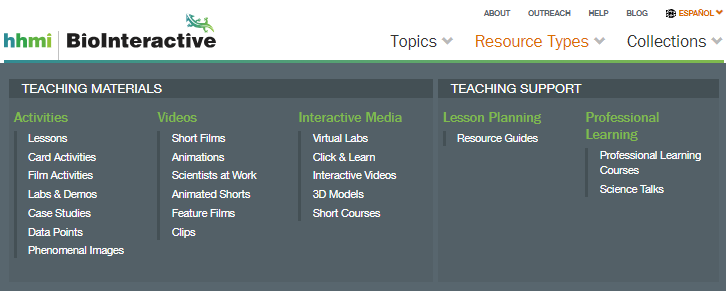 ABOUT OUTREACH HELP BLOG ESPAÑOL
hhmi BioInteractive
Topics Resource Types Collections
TEACHING MATERIALS
Activities
Lessons
Card Activities
Film Activities
Labs & Demos
Case Studies
Data Points
Phenomenal Images
Videos
Short Films
Animations
Scientists at Work
Animated Shorts
Feature Films
Clips
Interactive Media
Virtual Labs
Click & Learn
Interactive Videos
3D Models
Short Courses
TEACHING SUPPORT
Lesson Planning
Resource Guides
Professional
Learning
Professional Learning
Courses
Science Talks